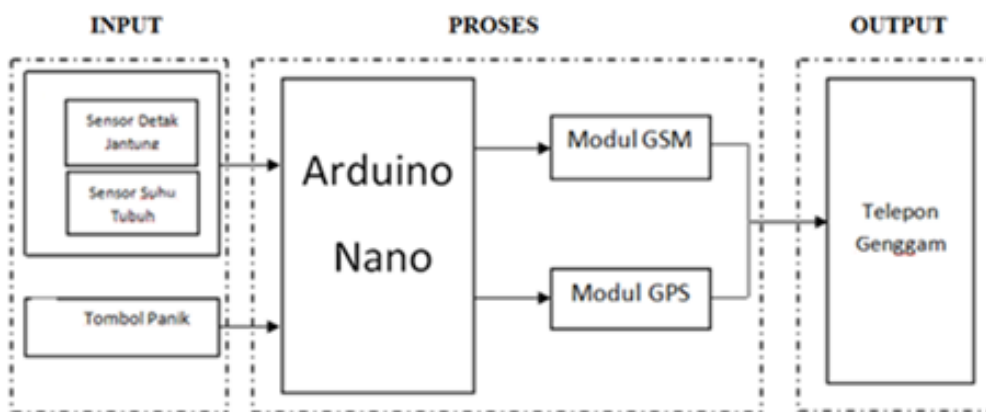 INPUT
PROSES
OUTPUT
Sensor Detak
Jantung
Sensor Suhu
Tubuh
Tombol Panik
Arduino
Nano
Modul GSM
Modul GPS
Telepon
Genggam